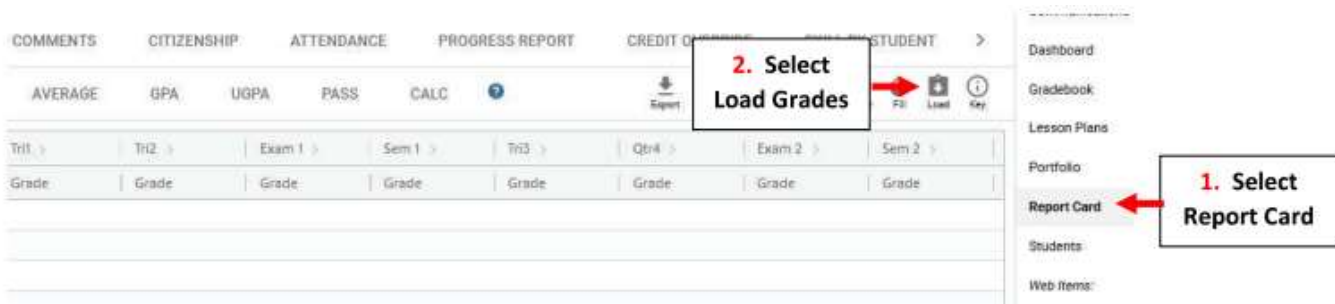 COMMENTS CITIZENSHIP ATTENDANCE PROGRESS REPORT CREDIT STUDENT >
AVERAGE GPA UGPA PASS CALC ?
Export Fill Load Key
2. Select
Load Grades
Tri1 > Tri2 > Exam 1 > Sem 1 > Tri3 > Qtr4 > Exam 2 > Sem 2 >
Grade Grade Grade Grade Grade Grade Grade Grade
Dashboard
Gradebook
Lesson Plans
Portfolio
Report Card
Students
Web Items:
1. Select
Report Card